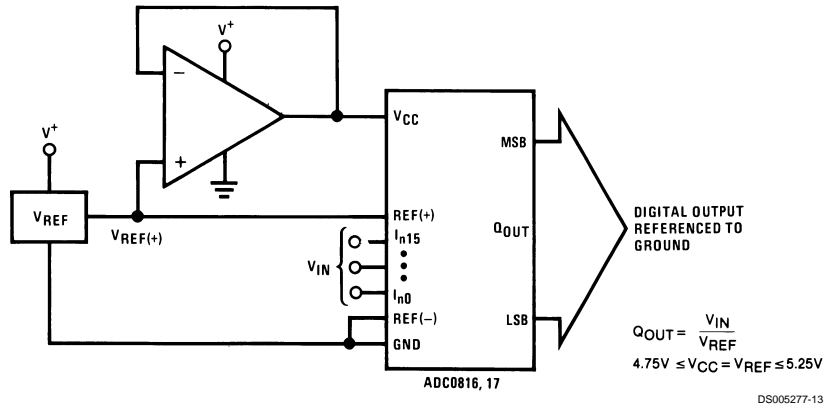 V+
V+
−
+
VCC
MSB
VREF
VREF(+)
REF(+)
In15
VIN
In0
REF(−)
GND
QOUT
LSB
DIGITAL OUTPUT
REFERENCED TO
GROUND
QOUT = VIN / VREF
4.75V ≤ VCC = VREF ≤ 5.25V
ADC0816, 17
DS005277-13